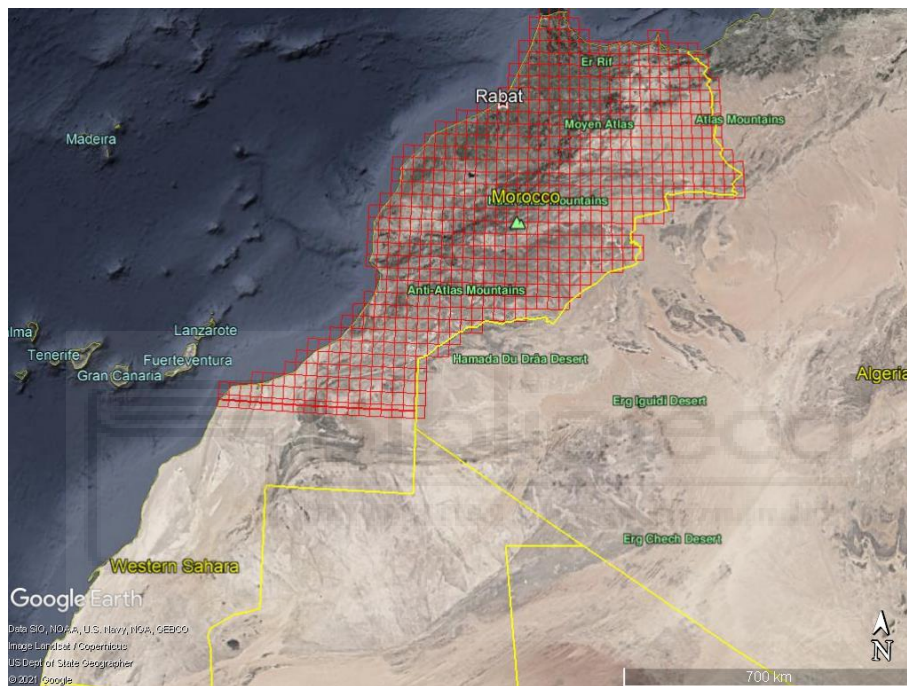 Er Rif
Rabat
Moyen Atlas
Atlas Mountains
Madeira
Morocco
Mountains
Anti-Atlas Mountains
Lanzarote
Tenerife
Fuerteventura
Gran Canaria
Hamada Du Drâa Desert
Algeria
Erg Iguidi Desert
Erg Chech Desert
Western Sahara
Google Earth
Data SIO, NOAA, U.S. Navy, NGA, GEBCO
Image Landsat / Copernicus
US Dept of State Geographer
© 2021 Google
N
700 km